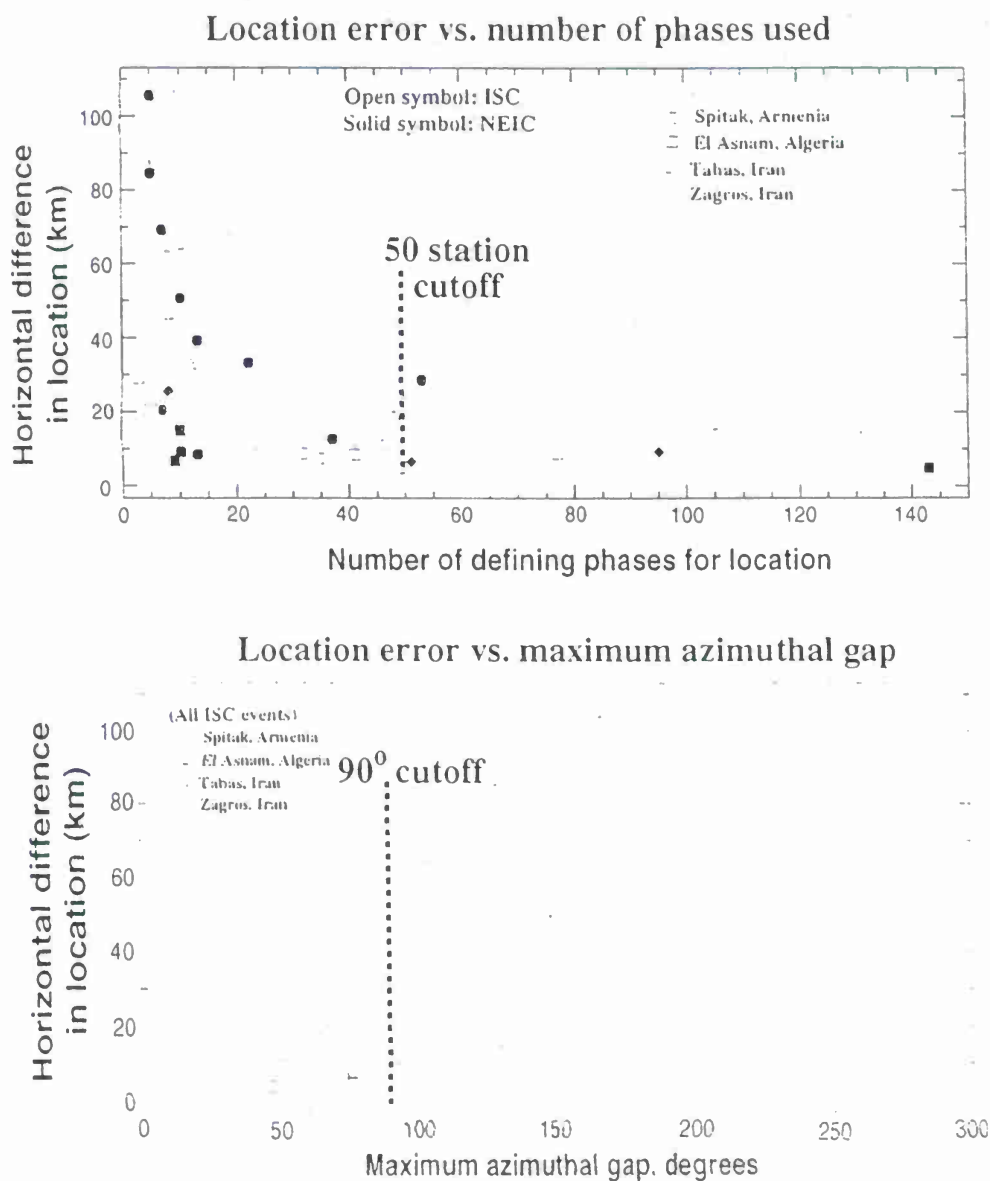 Location error vs. number of phases used
Open symbol: ISC
Solid symbol: NEIC
Spitak, Armenia
El Asnam, Algeria
Tabas, Iran
Zagros, Iran
50 station
cutoff
Horizontal difference
in location (km)
100
80
60
40
20
0
0 20 40 60 80 100 120 140
Number of defining phases for location
Location error vs. maximum azimuthal gap
(All ISC events)
Spitak, Armenia
El Asnam, Algeria
Tabas, Iran
Zagros, Iran
90° cutoff
Horizontal difference
in location (km)
100
80
60
40
20
0
0 50 100 150 200 250 300
Maximum azimuthal gap, degrees